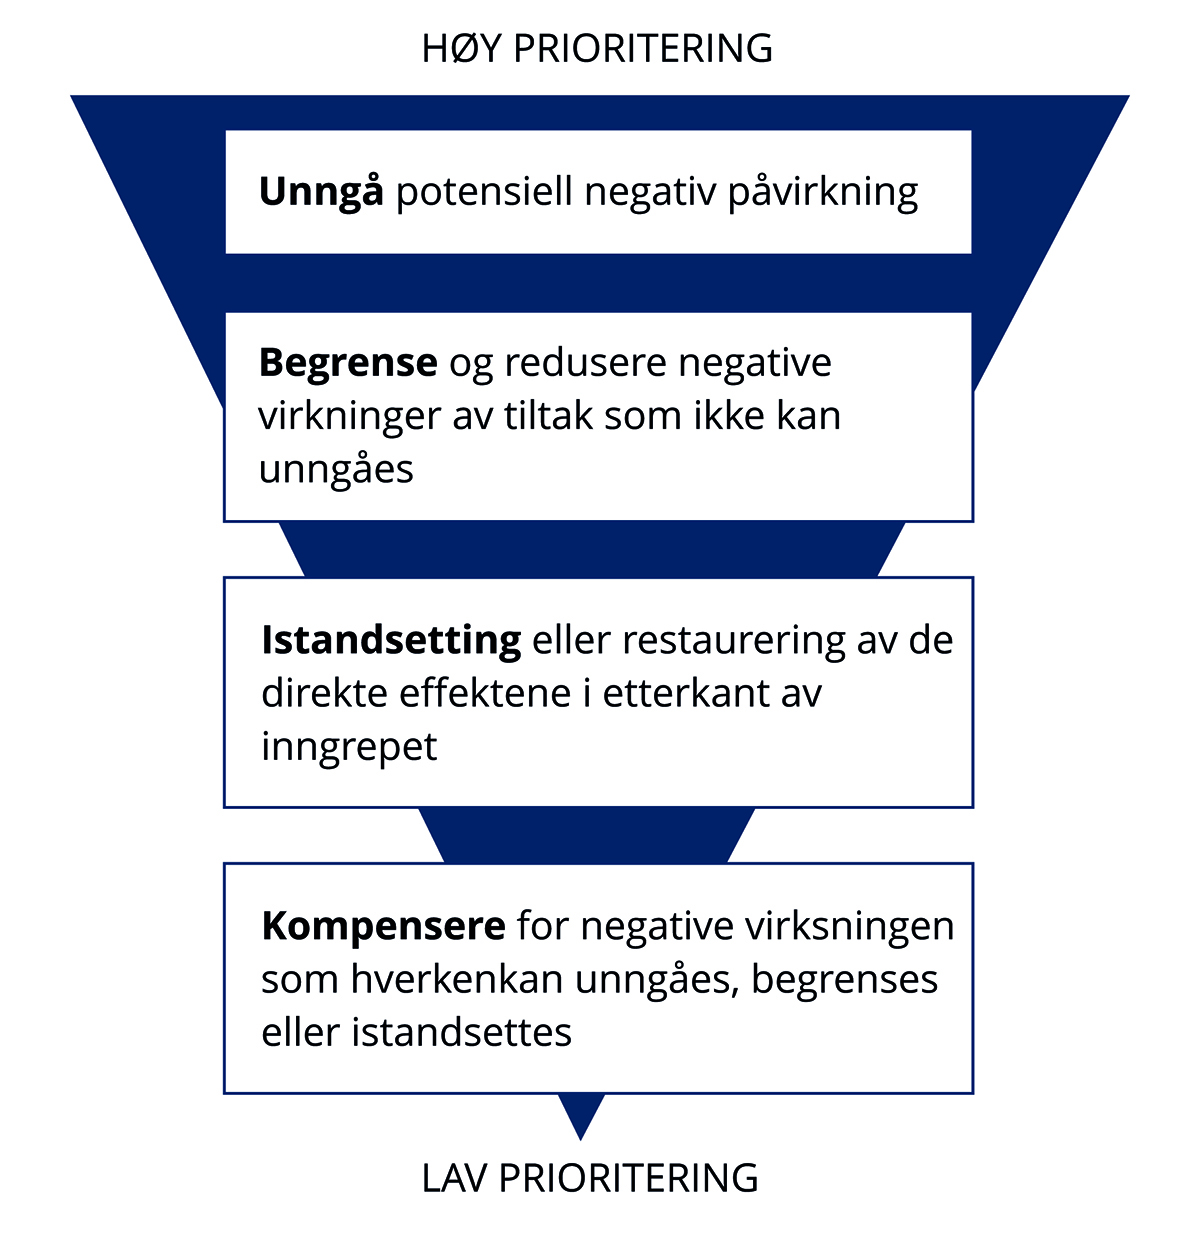 HØY PRIORITERING
Unngå potensiell negativ påvirkning
Begrense og redusere negative
virkninger av tiltak som ikke kan
unngåes
Istandsetting eller restaurering av de
direkte effektene i etterkant av
inngrepet
Kompensere for negative virksningen
som hverkenkan unngåes, begrenses
eller istandsettes
LAV PRIORITERING